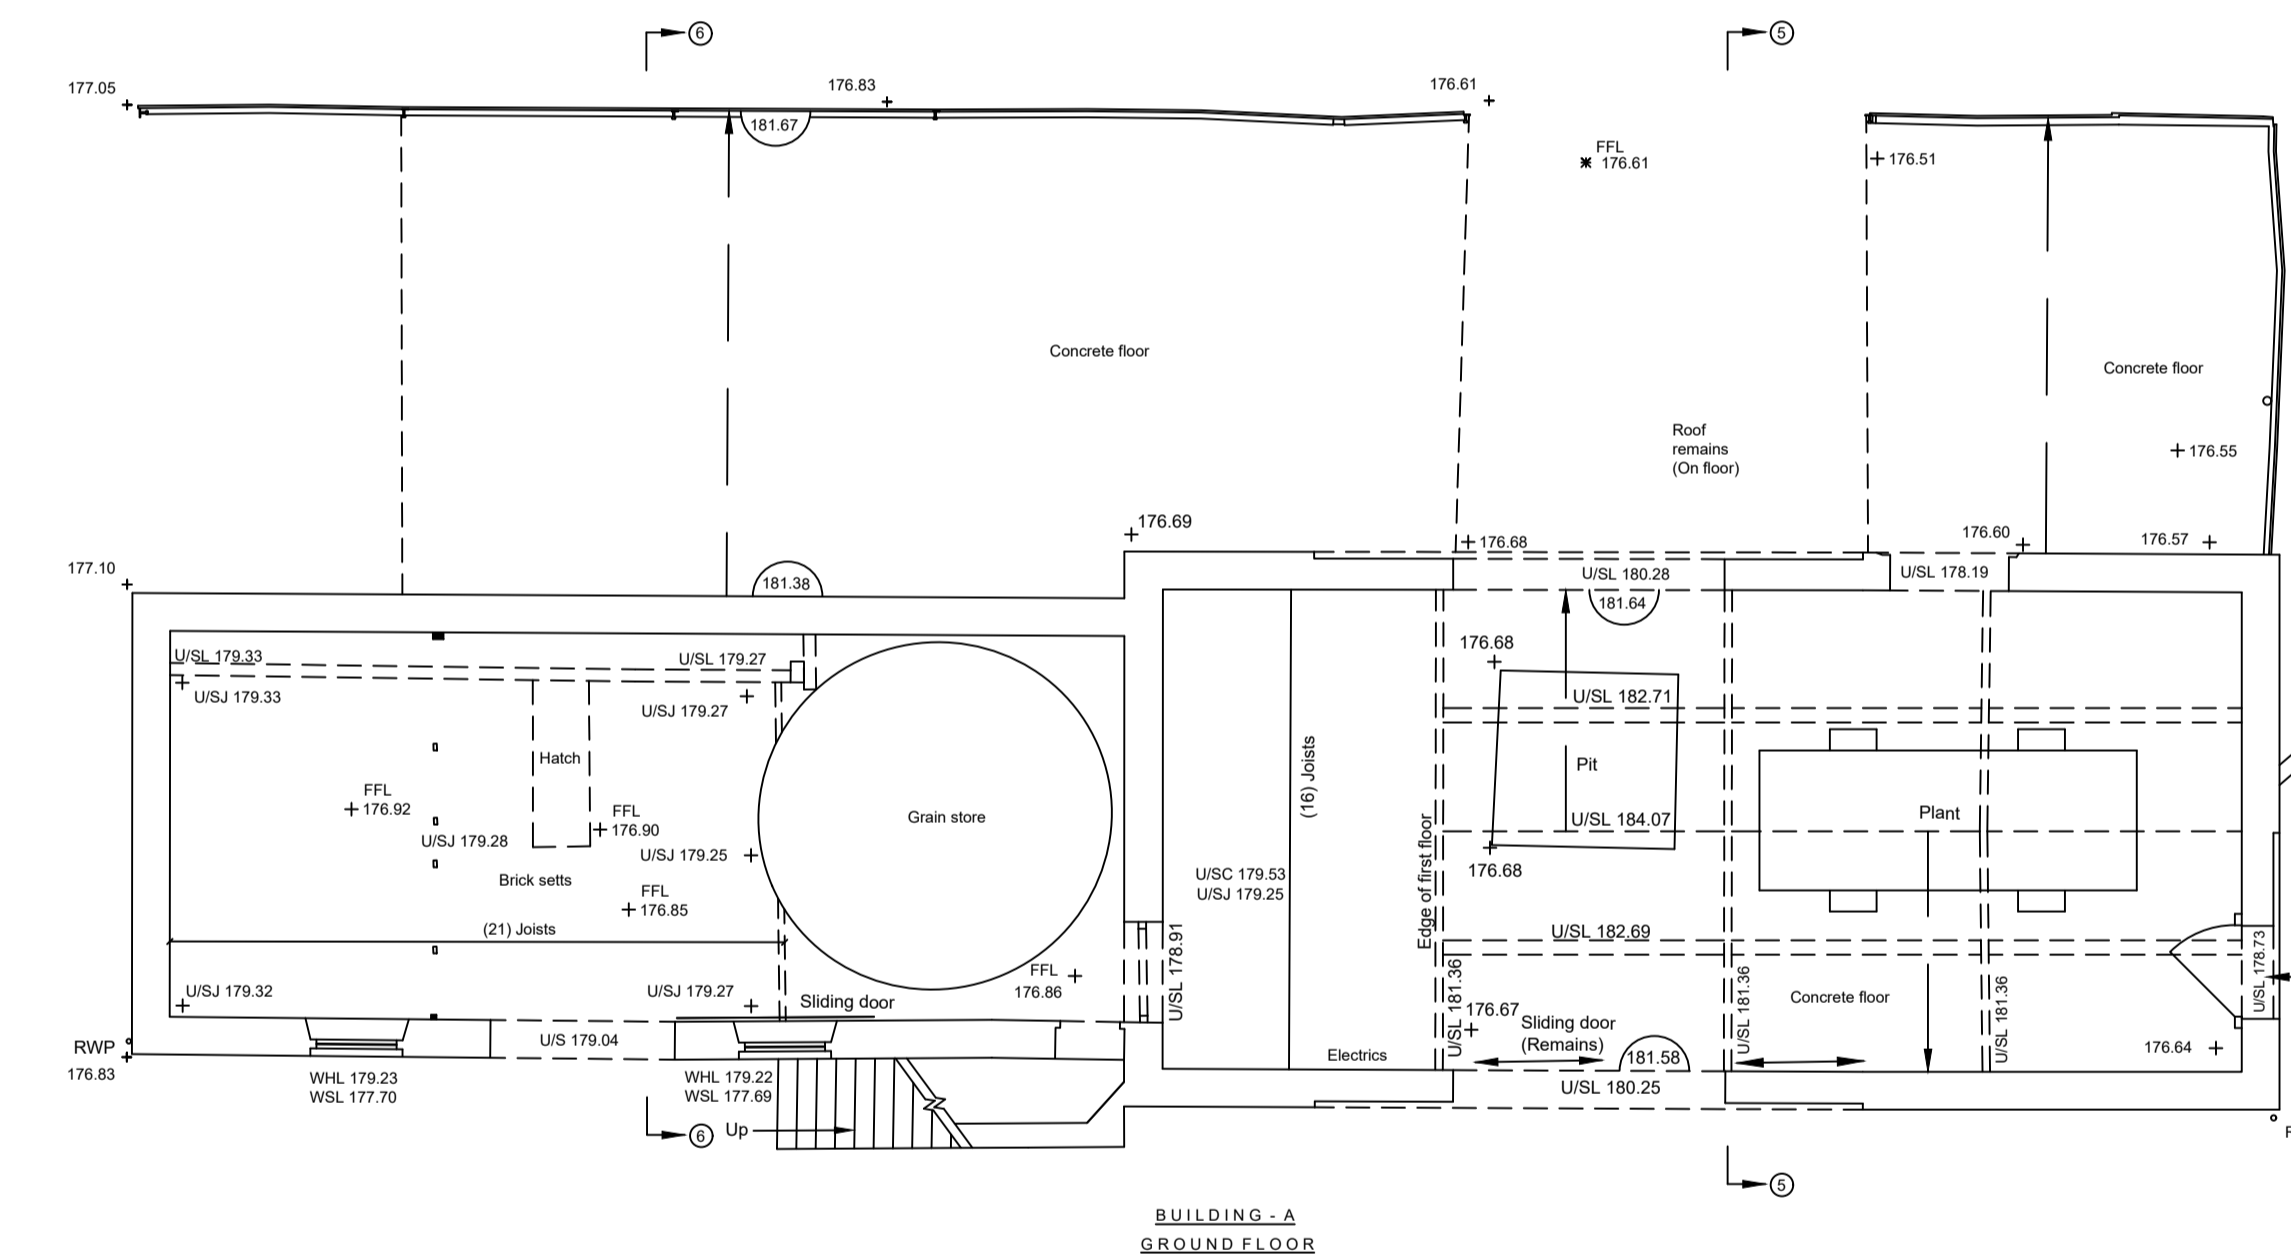 6
5
177.05
176.83
176.61
181.67
FFL
176.61
176.51
Concrete floor
Concrete floor
Roof
remains
(On floor)
176.55
176.69
176.68
176.60
176.57
177.10
181.38
U/SL 180.28
U/SL 178.19
181.64
U/SL 179.33
U/SL 179.27
U/SJ 179.33
U/SJ 179.27
176.68
U/SL 182.71
Hatch
(16) Joists
Pit
FFL
176.92
FFL
176.90
U/SJ 179.28
U/SJ 179.25
Grain store
U/SL 184.07
Plant
176.68
Brick setts
FFL
176.85
U/SC 179.53
U/SJ 179.25
Edge of first floor
(21) Joists
U/SL 182.69
U/SL 178.91
U/SL 178.73
FFL
176.86
U/SJ 179.32
U/SJ 179.27
Sliding door
U/SL 181.36
176.67
Sliding door
(Remains)
U/SL 181.36
Concrete floor
U/SL 181.36
176.64
RWP
176.83
U/S 179.04
Electrics
181.58
U/SL 180.25
WHL 179.23
WSL 177.70
WHL 179.22
WSL 177.69
6
Up
5
BUILDING - A
GROUND FLOOR